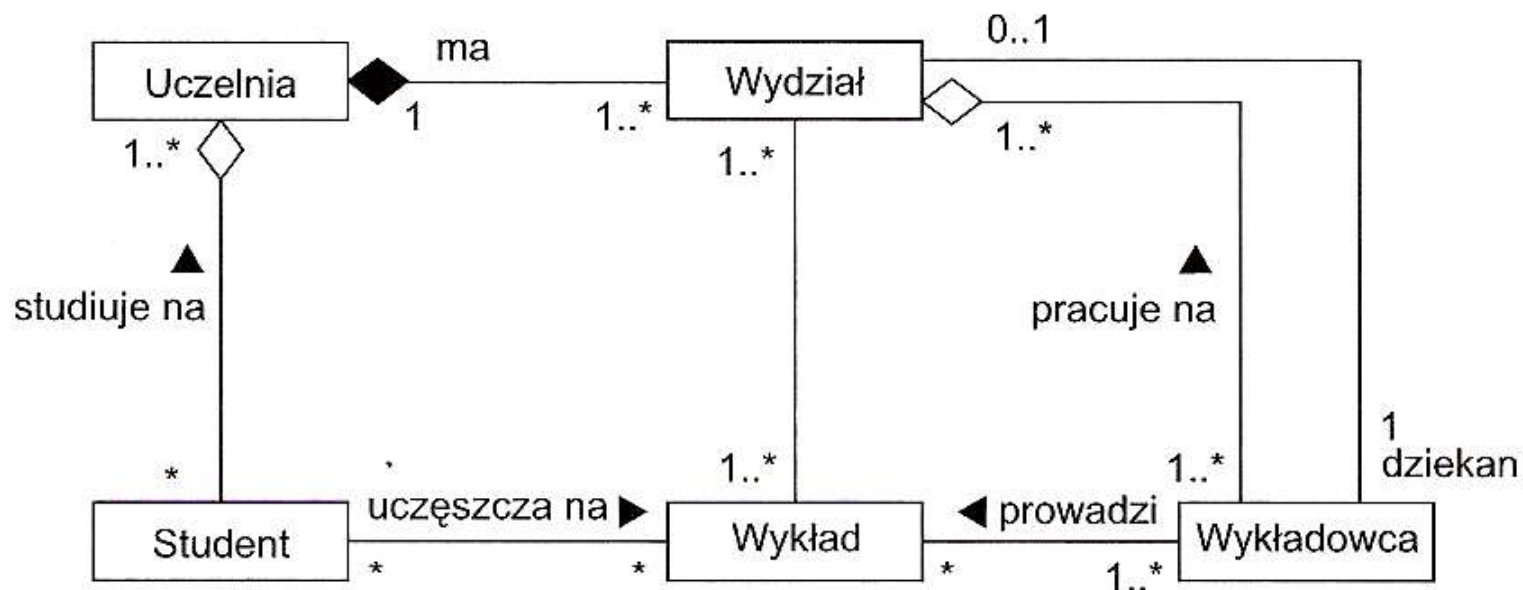 0..1
ma
Uczelnia
Wydział
1
1..*
1..*
1..*
1..*
studiuje na
pracuje na
1
dziekan
*
1..*
1..*
uczęszcza na
prowadzi
Student
Wykład
Wykładowca
*
*
*
1..*